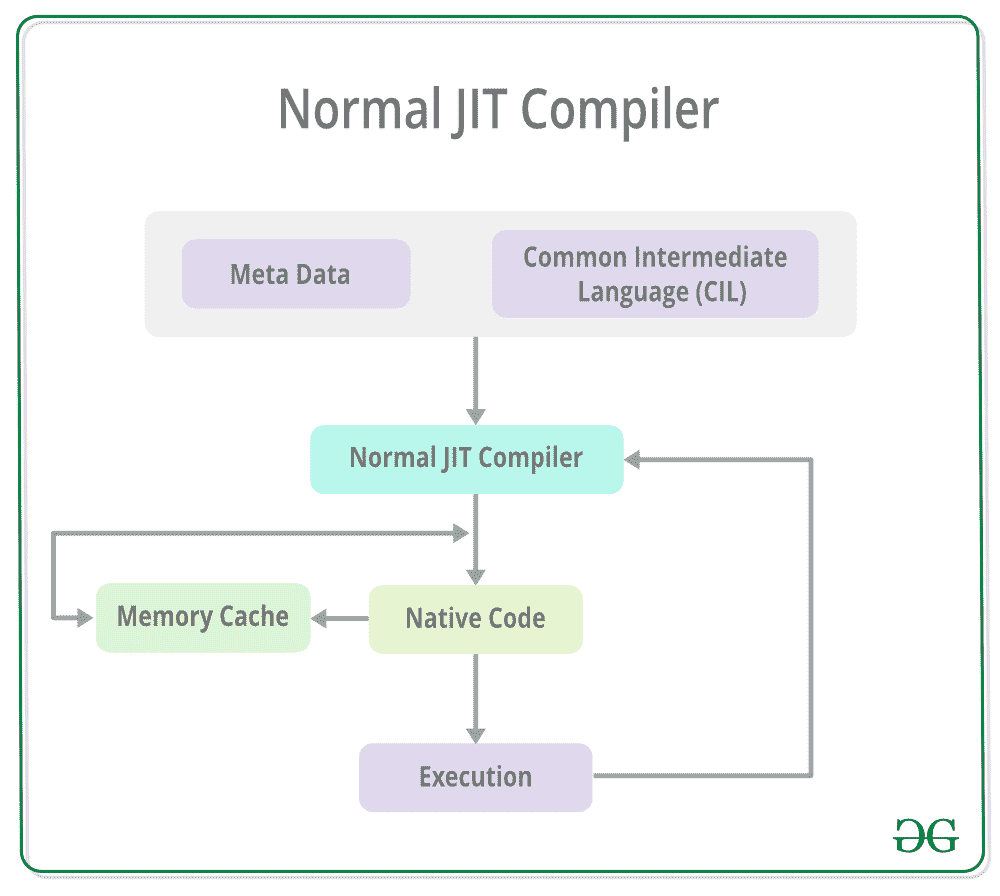 Normal JIT Compiler
Meta Data
Common Intermediate
Language (CIL)
Normal JIT Compiler
Memory Cache
Native Code
Execution